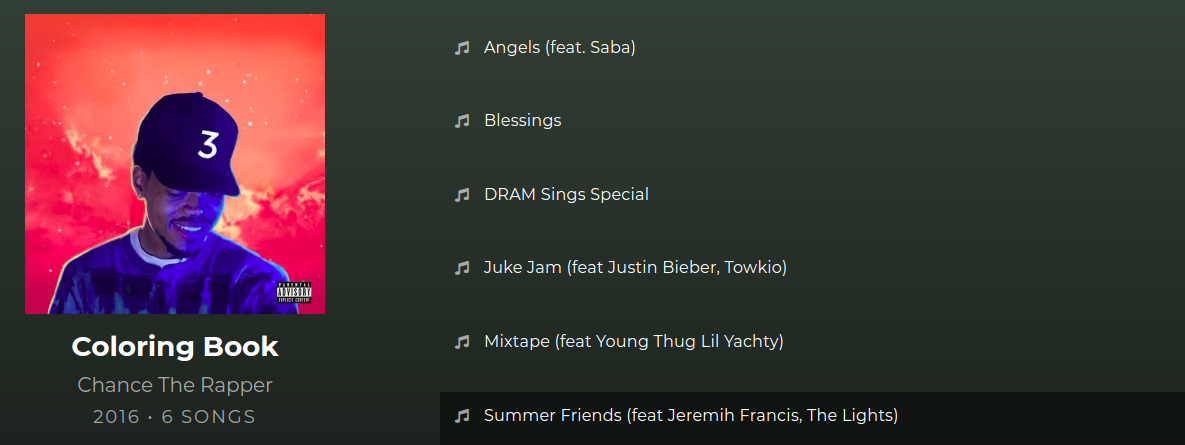 3
PARENTAL
ADVISORY
EXPLICIT CONTENT
Coloring Book
Chance The Rapper
2016 • 6 SONGS
Angels (feat. Saba)
Blessings
DRAM Sings Special
Juke Jam (feat Justin Bieber, Towkio)
Mixtape (feat Young Thug Lil Yachty)
Summer Friends (feat Jeremih Francis, The Lights)